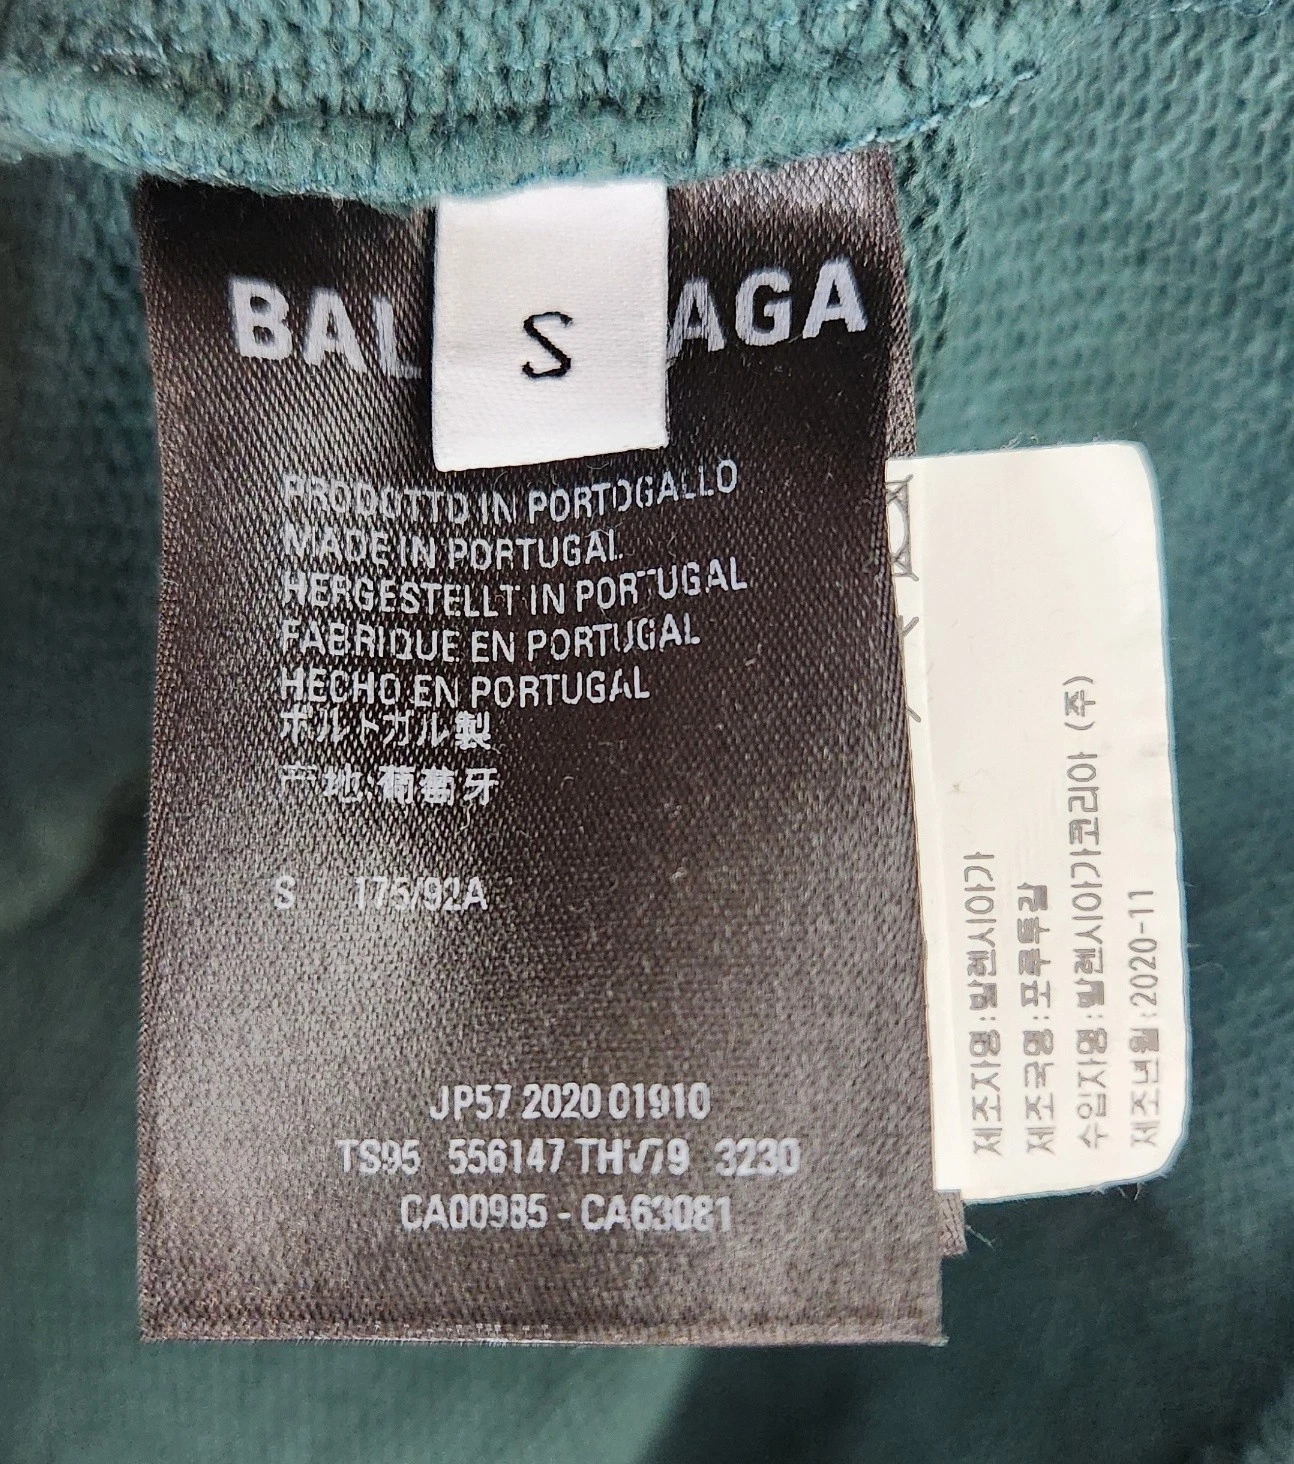 BAL AGA
S
PRODOTTO IN PORTOGALLO
MADE IN PORTUGAL
HERGESTELLT IN PORTUGAL
FABRIQUE EN PORTUGAL
HECHO EN PORTUGAL
ポルトガル製
产地:葡萄牙
S 175/92A
JP57 2020 01910
TS95 556147 3230
CA00985 - CA63081
제조자명:발렌시아가
제조국명:포루투갈
수입자명:발렌시아가코리아 (주)
제조년월:2020-11